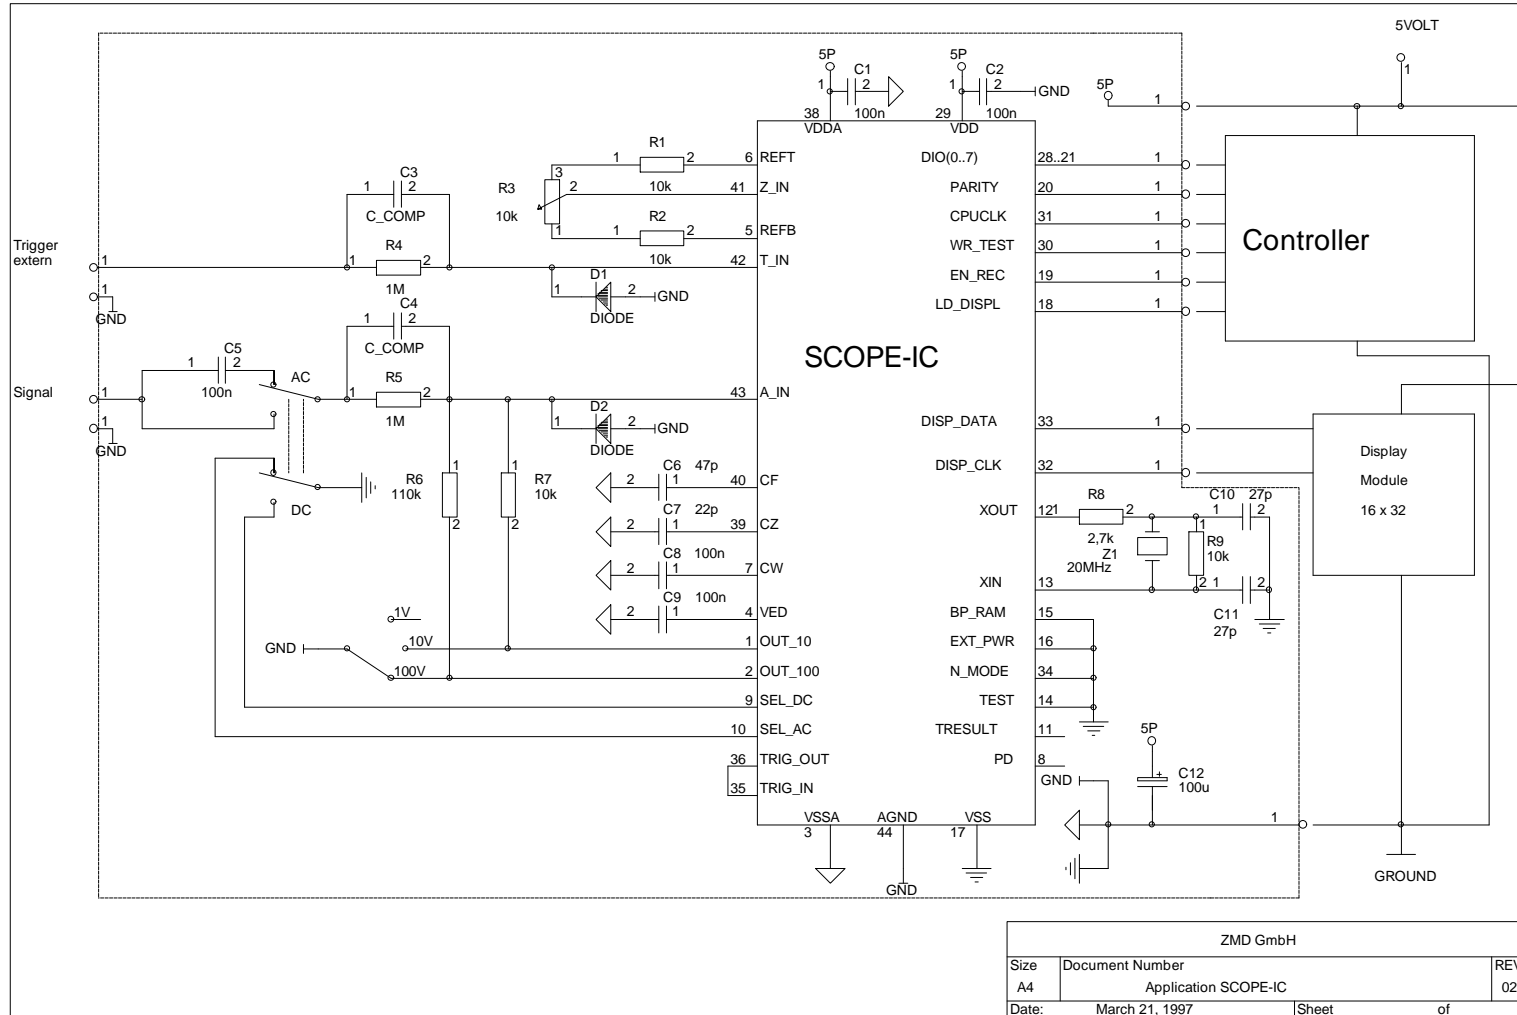 5VOLT
1
5P
1
C1
2
100n
5P
1
C2
2
100n
GND
5P
1
38
VDDA
29
VDD
R1
1
2
10k
6
REFT
DIO(0..7)
28..21
1
C3
1
2
C_COMP
R3
10k
3
2
1
41
Z_IN
PARITY
20
1
R2
1
2
10k
5
REFB
CPUCLK
31
1
Controller
Trigger
extern
1
R4
1
2
1M
42
T_IN
WR_TEST
30
1
1
GND
D1
1
2
GND
DIODE
EN_REC
19
1
C4
1
2
C_COMP
LD_DISPL
18
1
SCOPE-IC
C5
1
2
100n
AC
Signal
1
R5
1
2
1M
43
A_IN
1
GND
D2
1
2
GND
DIODE
DISP_DATA
33
1
Display
Module
16 x 32
DISP_CLK
32
1
DC
R6
110k
1
2
R7
10k
1
2
C6
47p
2
1
40
CF
C7
22p
2
1
39
CZ
C8
100n
2
1
7
CW
C9
100n
2
1
4
VED
XOUT
12
1
R8
2
2,7k
Z1
20MHz
1
R9
10k
2
C10
27p
1
2
XIN
13
1
2
C11
27p
BP_RAM
15
1V
GND
10V
1
OUT_10
EXT_PWR
16
100V
2
OUT_100
N_MODE
34
9
SEL_DC
TEST
14
10
SEL_AC
TRESULT
11
36
TRIG_OUT
PD
8
35
TRIG_IN
5P
GND
+
C12
100u
1
VSSA
3
AGND
44
VSS
17
GND
GROUND
ZMD GmbH
Size
Document Number
REV
A4
Application SCOPE-IC
02
Date:
March 21, 1997
Sheet
of